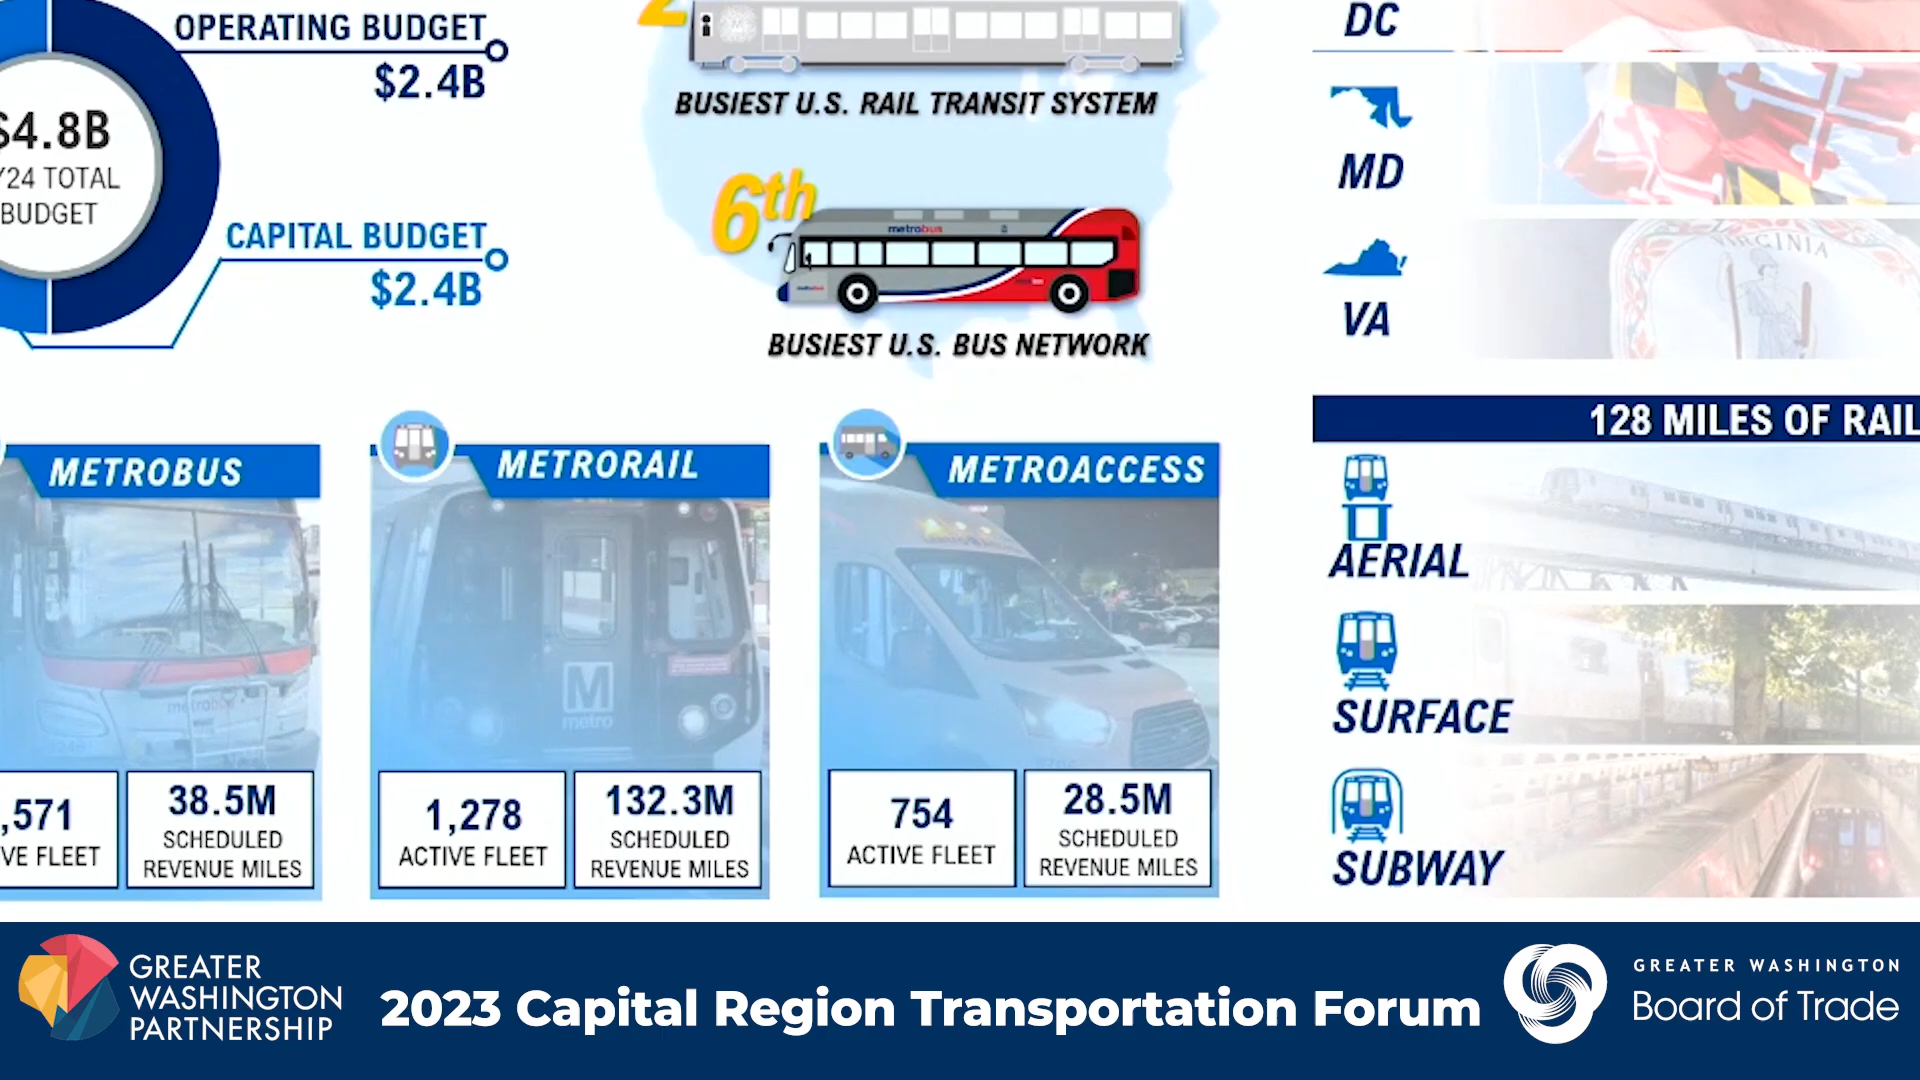 OPERATING BUDGET
$2.4B
$4.8B
TOTAL
BUDGET
CAPITAL BUDGET
$2.4B
BUSIEST U.S. RAIL TRANSIT SYSTEM
6th
metrobus
BUSIEST U.S. BUS NETWORK
DC
MD
VA
VIRGINIA
128 MILES OF RAIL
METROBUS
METRORAIL
METROACCESS
M
metro
,571
FLEET
38.5M
SCHEDULED
REVENUE MILES
1,278
ACTIVE FLEET
132.3M
SCHEDULED
REVENUE MILES
754
ACTIVE FLEET
28.5M
SCHEDULED
REVENUE MILES
AERIAL
SURFACE
SUBWAY
GREATER
WASHINGTON
PARTNERSHIP
2023 Capital Region Transportation Forum
GREATER WASHINGTON
Board of Trade